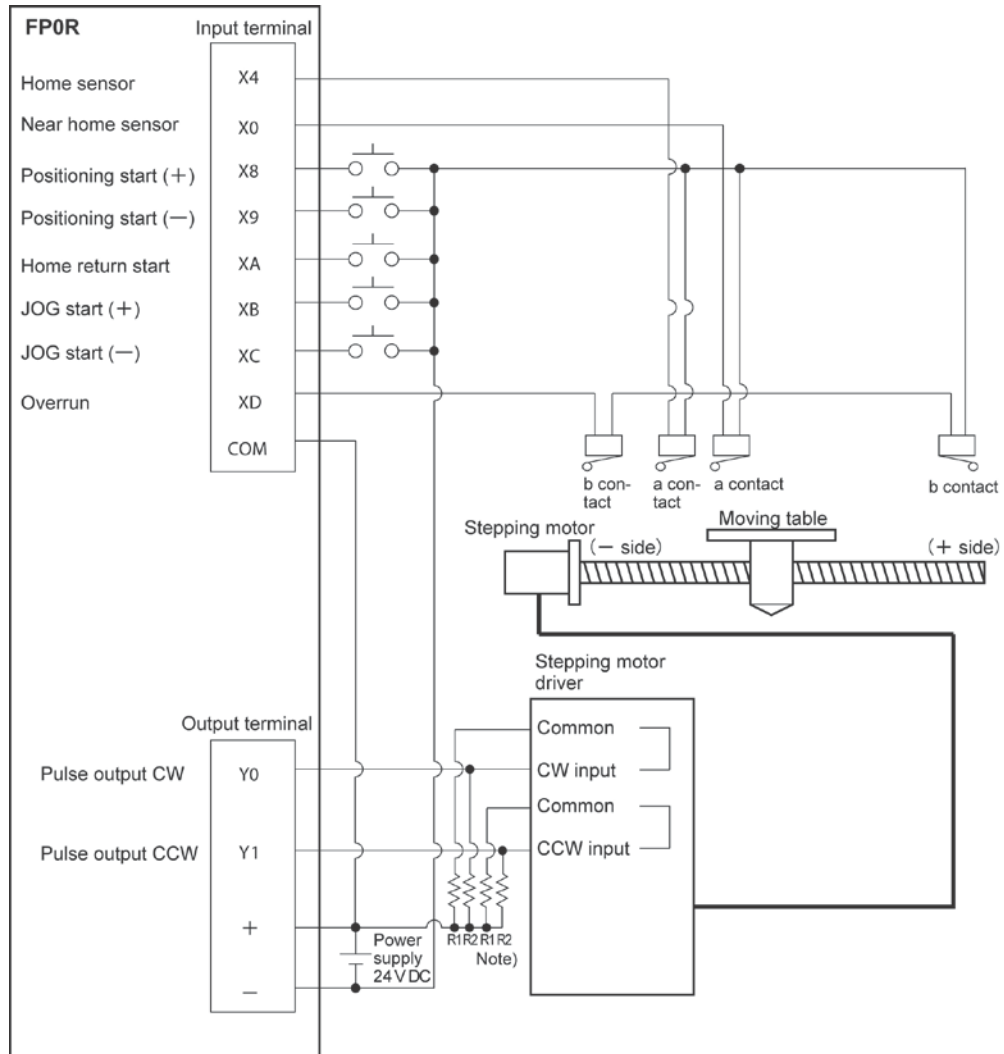 FP0R
Input terminal
Home sensor
X4
Near home sensor
X0
Positioning start (+)
X8
Positioning start (—)
X9
Home return start
XA
JOG start (+)
XB
JOG start (—)
XC
Overrun
XD
COM
b con-
tact
a con-
tact
a contact
b contact
Stepping motor
Moving table
(— side)
(+ side)
Stepping motor
driver
Output terminal
Common
Pulse output CW
Y0
CW input
Common
Pulse output CCW
Y1
CCW input
+
R1 R2 R1 R2
Note)
Power
supply
24 V DC
—